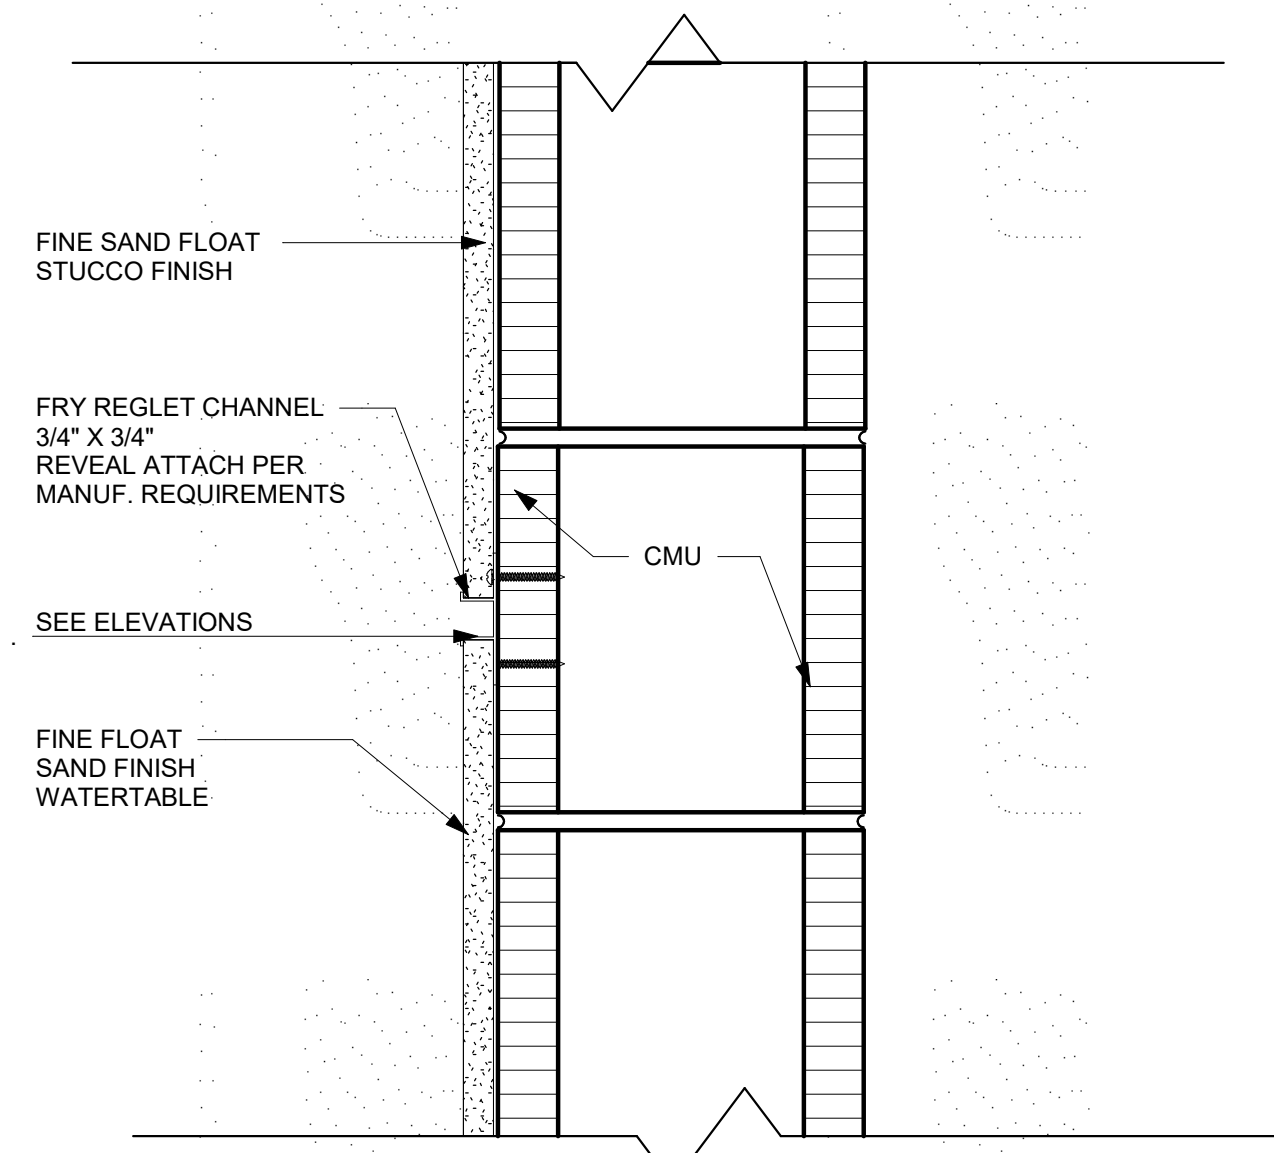 FINE SAND FLOAT
STUCCO FINISH
FRY REGLET CHANNEL
3/4" X 3/4"
REVEAL ATTACH PER
MANUF. REQUIREMENTS
CMU
SEE ELEVATIONS
FINE FLOAT
SAND FINISH
WATERTABLE